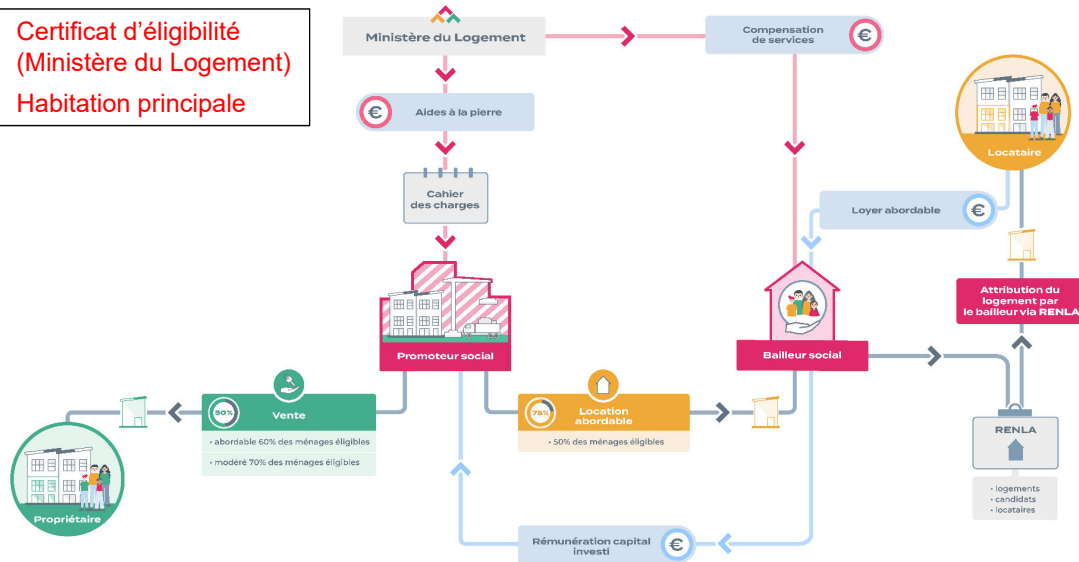 Certificat d’éligibilité
(Ministère du Logement)
Habitation principale
Ministère du Logement
Compensation
de services
€
€
Aides à la pierre
Cahier
des charges
Locataire
Loyer abordable
€
Attribution du
logement par
le bailleur via RENLA
Promoteur social
Bailleur social
50%
Vente
• abordable 60% des ménages éligibles
• modéré 70% des ménages éligibles
75%
Location
abordable
• 50% des ménages éligibles
RENLA
• logements
• candidats
• locataires
Propriétaire
Rémunération capital
investi
€